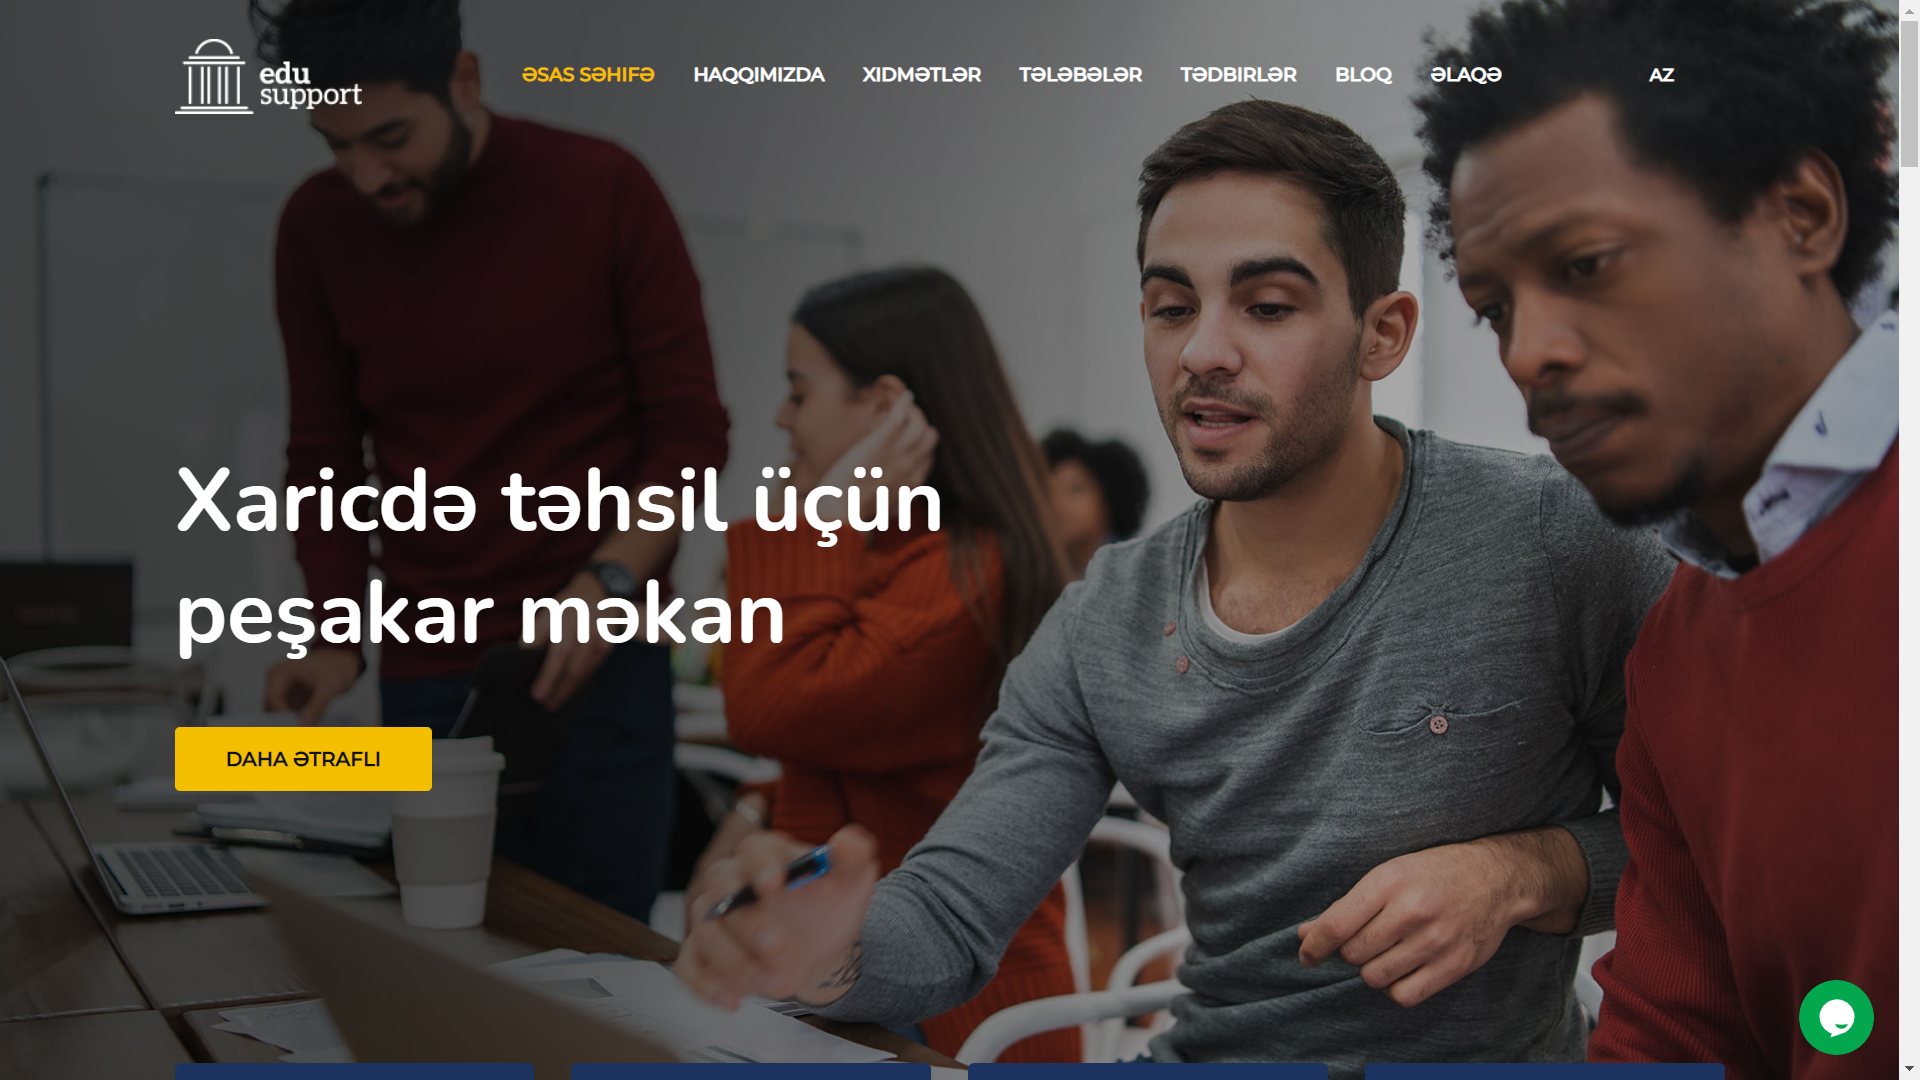 edu
support
ƏSAS SƏHIFƏ
HAQQIMIZDA
XIDMƏTLƏR
TƏLƏBƏLƏR
TƏDBIRLƏR
BLOQ
ƏLAQƏ
AZ
Xaricdə təhsil üçün
peşakar məkan
DAHA ƏTRAFLI